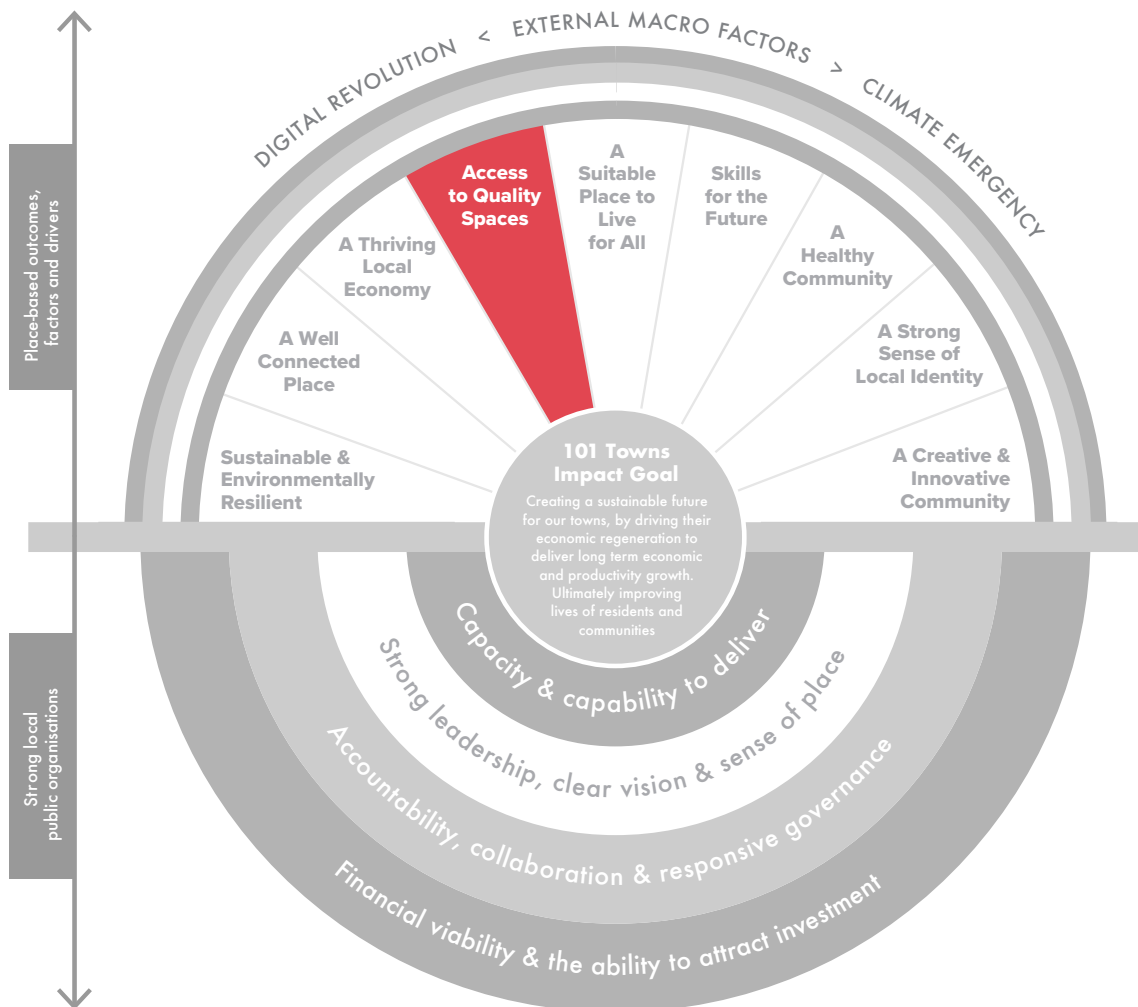 DIGITAL REVOLUTION < EXTERNAL MACRO FACTORS > CLIMATE EMERGENCY
Place-based outcomes,
factors and drivers
Sustainable &
Environmentally
Resilient
A Well
Connected
Place
A Thriving
Local
Economy
Access
to Quality
Spaces
A
Suitable
Place to
Live
for All
Skills
for the
Future
A
Healthy
Community
A Strong
Sense of
Local Identity
A Creative &
Innovative
Community
101 Towns
Impact Goal
Creating a sustainable future
for our towns, by driving their
economic regeneration to
deliver long term economic
and productivity growth.
Ultimately improving
lives of residents and
communities
Strong local
public organisations
Capacity & capability to deliver
Strong leadership, clear vision & sense of place
Accountability, collaboration & responsive governance
Financial viability & the ability to attract investment